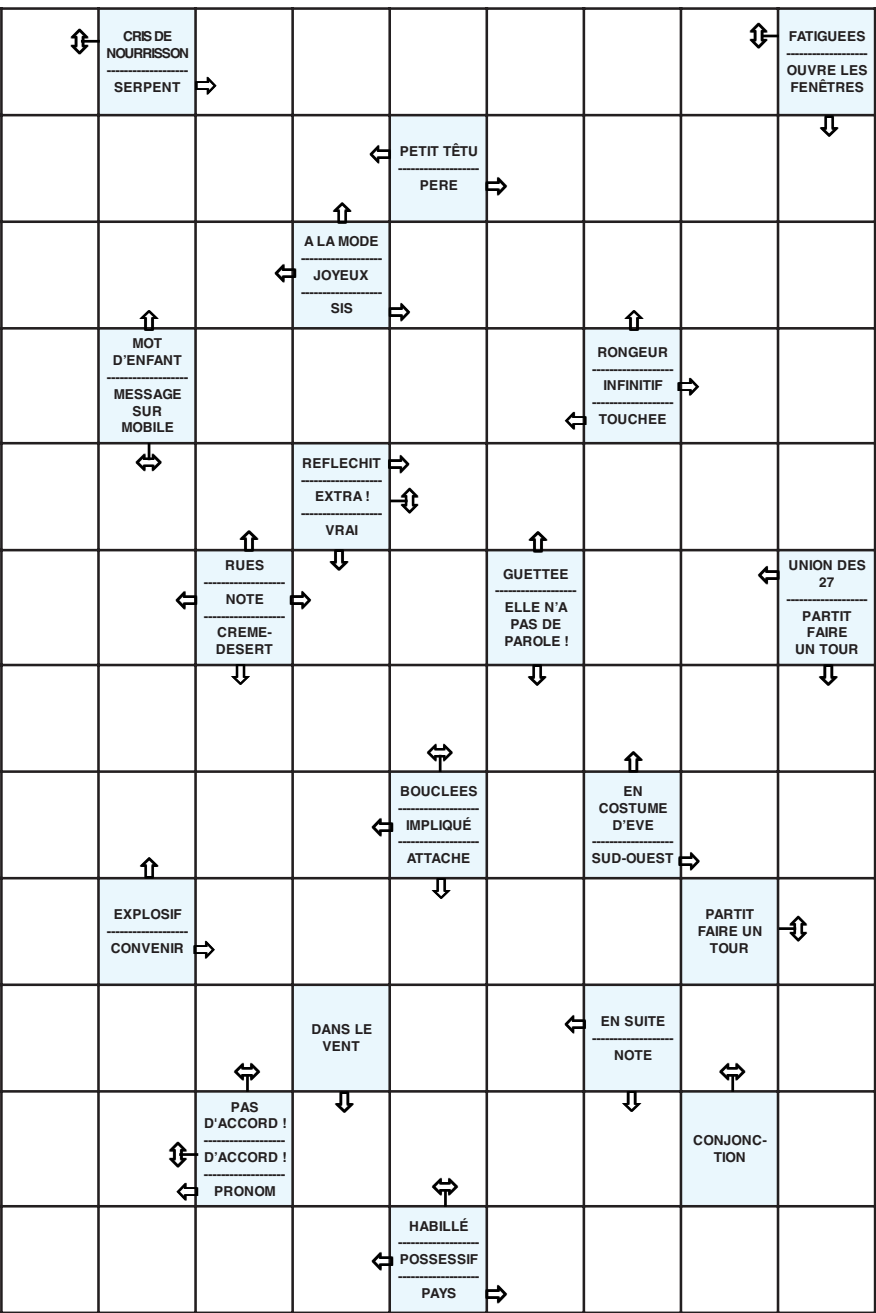 CRIS DE
NOURRISSON
--------------------
SERPENT
FATIGUEES
--------------------
OUVRE LES
FENÊTRES
PETIT TÊTU
--------------------
PERE
A LA MODE
--------------------
JOYEUX
--------------------
SIS
MOT
D'ENFANT
--------------------
MESSAGE
SUR
MOBILE
RONGEUR
--------------------
INFINITIF
--------------------
TOUCHEE
REFLECHIT
--------------------
EXTRA !
--------------------
VRAI
RUES
--------------------
NOTE
--------------------
CREME-
DESERT
GUETTEE
--------------------
ELLE N'A
PAS DE
PAROLE !
UNION DES
27
--------------------
PARTIT
FAIRE
UN TOUR
BOUCLEES
--------------------
IMPLIQUÉ
--------------------
ATTACHE
EN
COSTUME
D'EVE
--------------------
SUD-OUEST
EXPLOSIF
--------------------
CONVENIR
PARTIT
FAIRE UN
TOUR
DANS LE
VENT
EN SUITE
--------------------
NOTE
PAS
D'ACCORD !
--------------------
D'ACCORD !
--------------------
PRONOM
CONJONC-
TION
HABILLÉ
--------------------
POSSESSIF
--------------------
PAYS